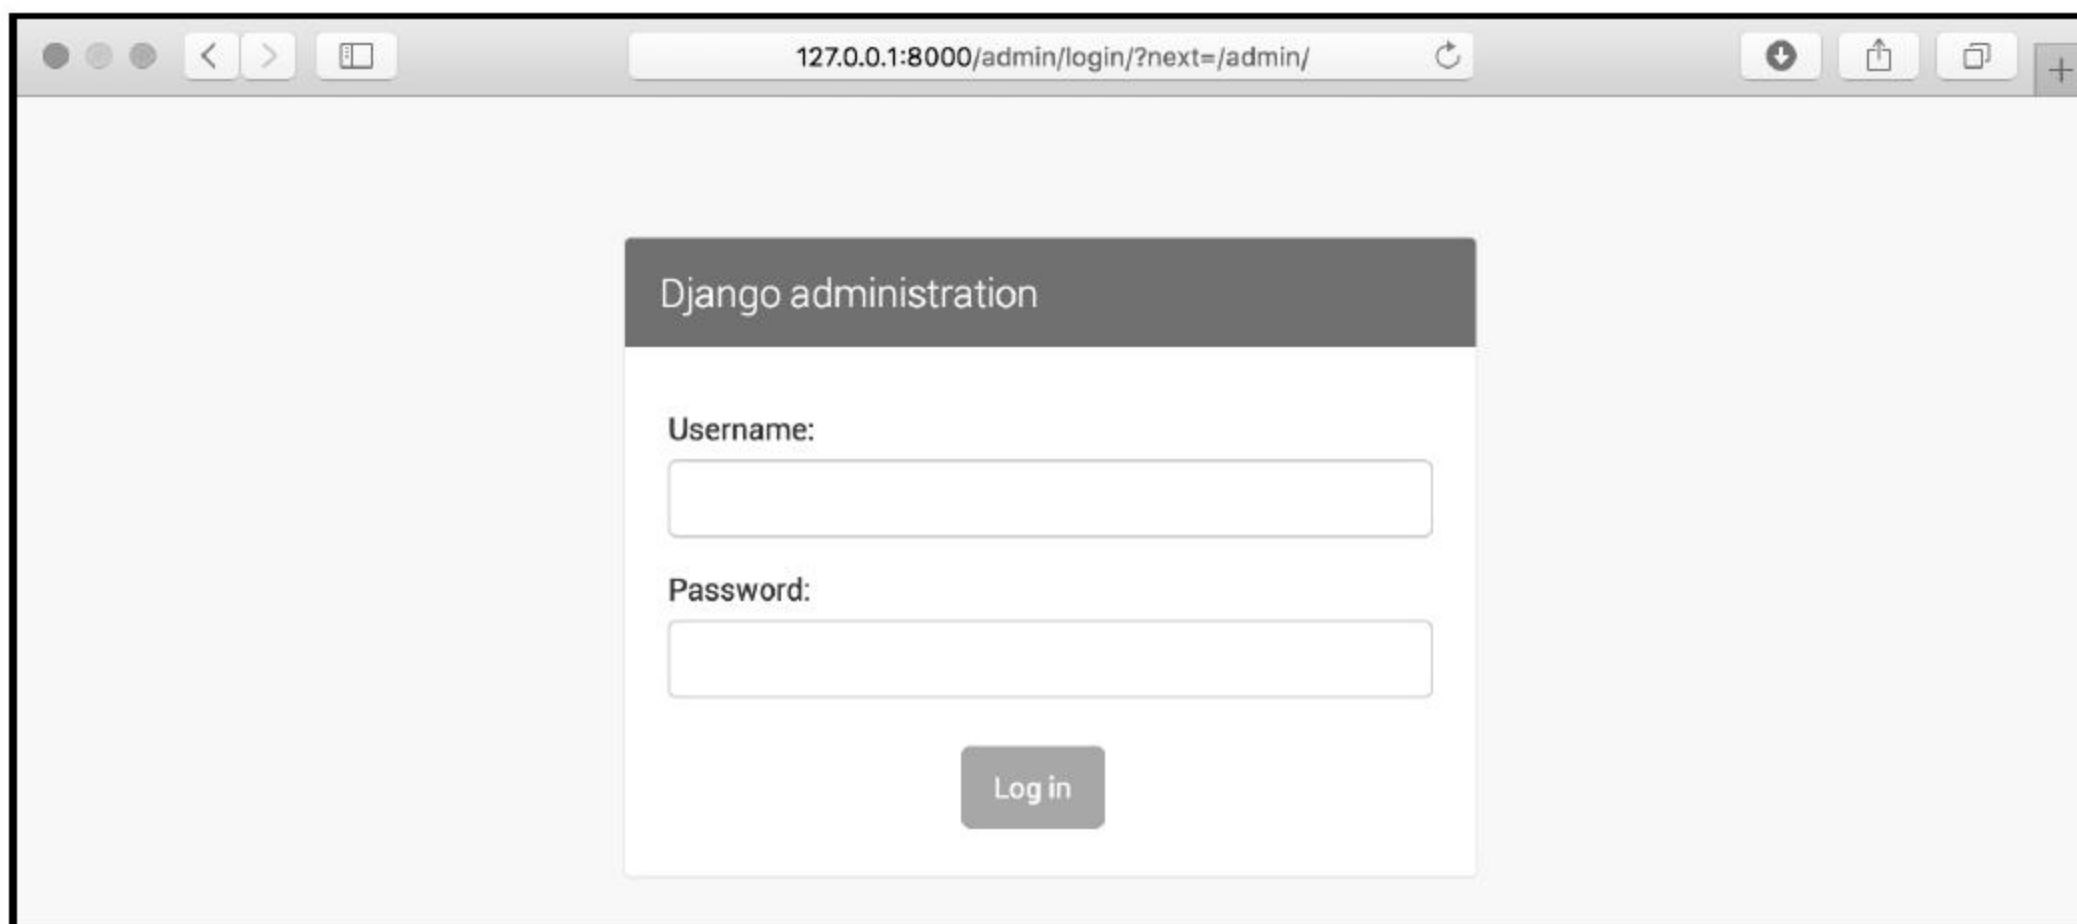 127.0.0.1:8000/admin/login/?next=/admin/
Django administration
Username:
Password:
Log in